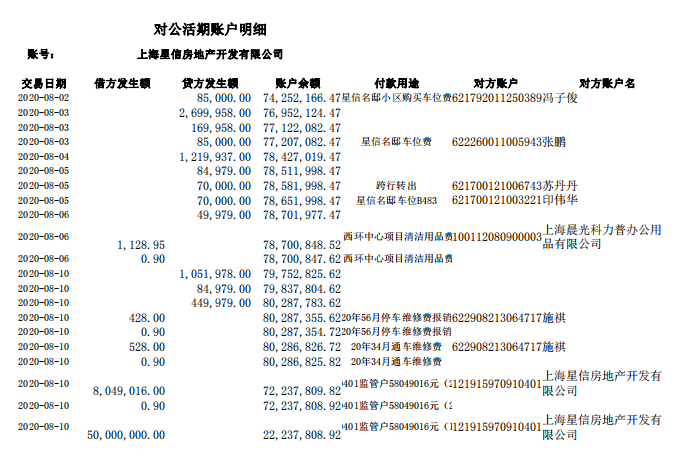 对公活期账户明细
账号： 上海星信房地产开发有限公司
交易日期 借方发生额 贷方发生额 账户余额 付款用途 对方账户 对方账户名
2020-08-02 85,000.00 74,252,166.47 星信名邸小区购买车位费 621792011250389 冯子俊
2020-08-03 2,699,958.00 76,952,124.47
2020-08-03 169,958.00 77,122,082.47
2020-08-03 85,000.00 77,207,082.47 星信名邸车位费 622260011005943 张鹏
2020-08-04 1,219,937.00 78,427,019.47
2020-08-05 84,979.00 78,511,998.47
2020-08-05 70,000.00 78,581,998.47 跨行转出 621700121006743 苏丹丹
2020-08-05 70,000.00 78,651,998.47 星信名邸车位B483 621700121003221 印伟华
2020-08-06 49,979.00 78,701,977.47
2020-08-06 1,128.95 78,700,848.52 西环中心项目清洁用品费 100112080900003 上海晨光科力普办公用
品有限公司
2020-08-06 0.90 78,700,847.62 西环中心项目清洁用品费
2020-08-10 1,051,978.00 79,752,825.62
2020-08-10 84,979.00 79,837,804.62
2020-08-10 449,979.00 80,287,783.62
2020-08-10 428.00 80,287,355.62 20年56月停车维修费报销 622908213064717 施祺
2020-08-10 0.90 80,287,354.72 20年56月停车维修费报销
2020-08-10 528.00 80,286,826.72 20年34月通车维修费 622908213064717 施祺
2020-08-10 0.90 80,286,825.82 20年34月通车维修费
2020-08-10 8,049,016.00 72,237,809.82 0401监管户58049016元（2 121915970910401 上海星信房地产开发有
限公司
2020-08-10 0.90 72,237,808.92 0401监管户58049016元（2
2020-08-10 50,000,000.00 22,237,808.92 0401监管户58049016元（1 121915970910401 上海星信房地产开发有
限公司